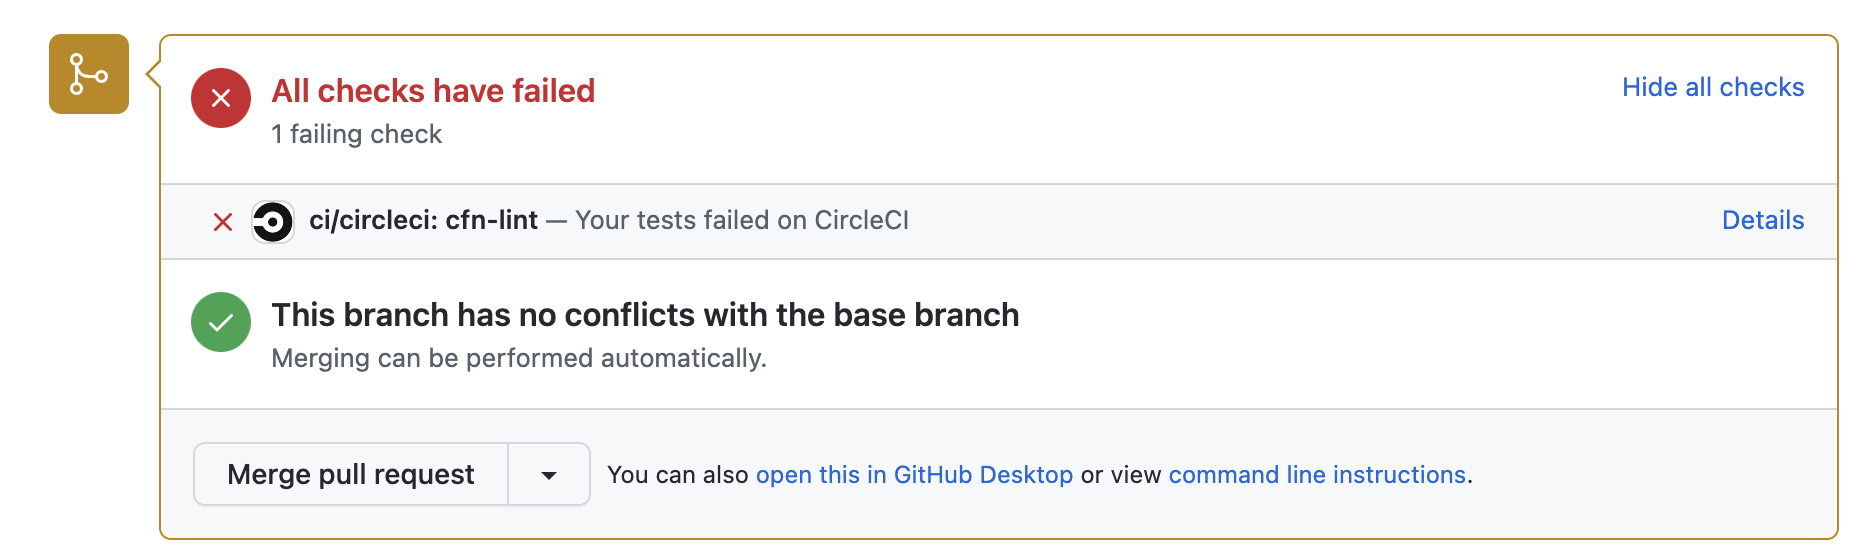 All checks have failed
Hide all checks
1 failing check
ci/circleci: cfn-lint — Your tests failed on CircleCI
Details
This branch has no conflicts with the base branch
Merging can be performed automatically.
Merge pull request
You can also open this in GitHub Desktop or view command line instructions.